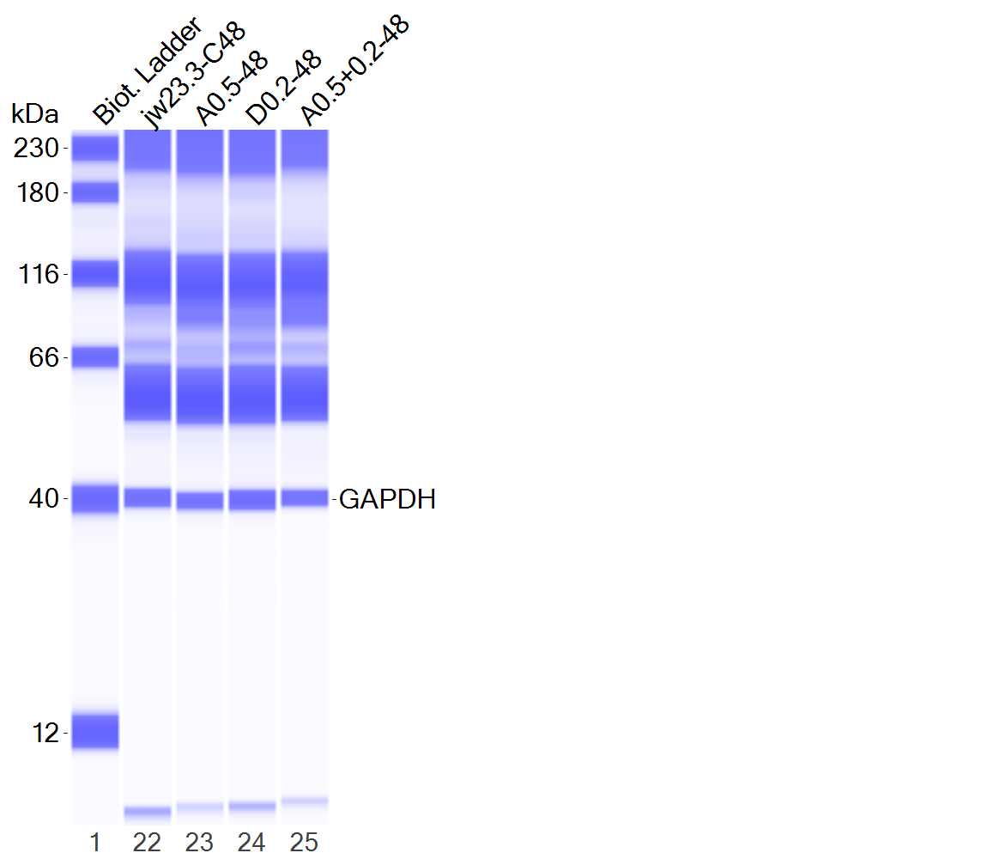 Biot. Ladder
jw23.3-C48
A0.5-48
D0.2-48
A0.5+0.2-48
kDa
230
180
116
66
40
GAPDH
12
1 22 23 24 25